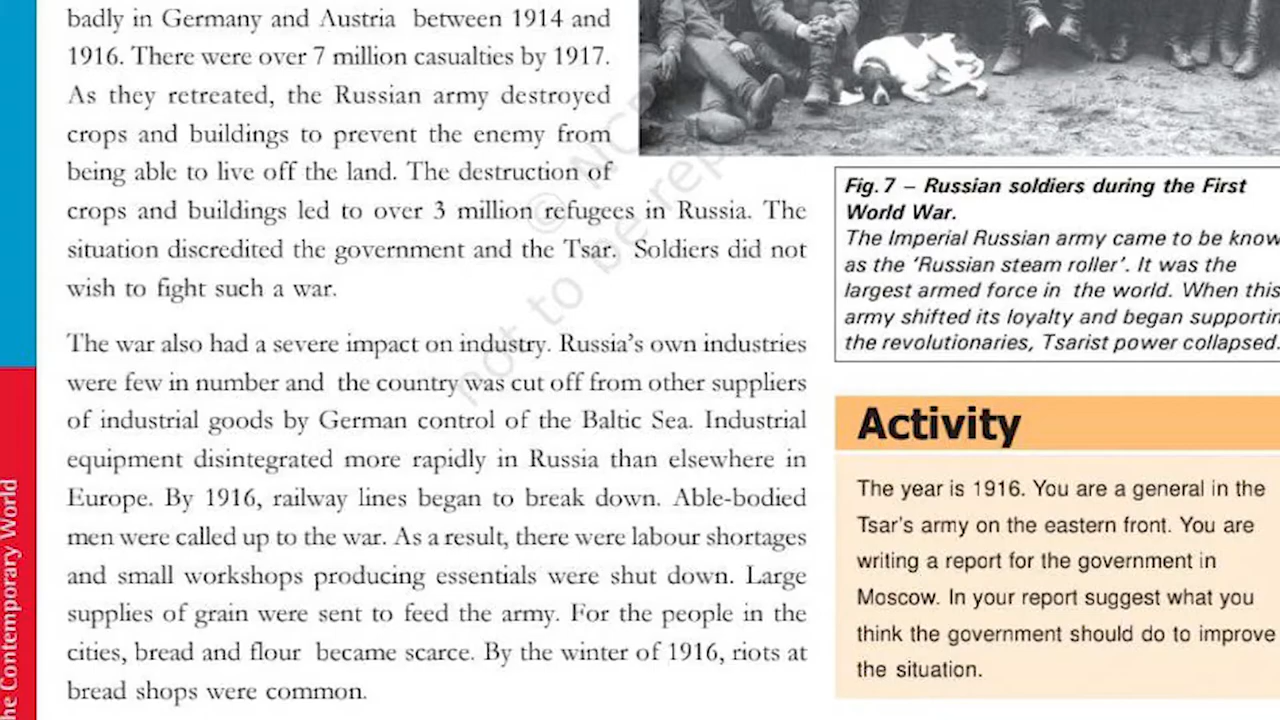 badly in Germany and Austria between 1914 and
1916. There were over 7 million casualties by 1917.
As they retreated, the Russian army destroyed
crops and buildings to prevent the enemy from
being able to live off the land. The destruction of
crops and buildings led to over 3 million refugees in Russia. The
situation discredited the government and the Tsar. Soldiers did not
wish to fight such a war.
The war also had a severe impact on industry. Russia's own industries
were few in number and the country was cut off from other suppliers
of industrial goods by German control of the Baltic Sea. Industrial
equipment disintegrated more rapidly in Russia than elsewhere in
Europe. By 1916, railway lines began to break down. Able-bodied
men were called up to the war. As a result, there were labour shortages
and small workshops producing essentials were shut down. Large
supplies of grain were sent to feed the army. For the people in the
cities, bread and flour became scarce. By the winter of 1916, riots at
bread shops were common.
Fig. 7 – Russian soldiers during the First
World War.
The Imperial Russian army came to be know
as the 'Russian steam roller'. It was the
largest armed force in the world. When this
army shifted its loyalty and began supportin
the revolutionaries, Tsarist power collapsed.
Activity
The year is 1916. You are a general in the
Tsar's army on the eastern front. You are
writing a report for the government in
Moscow. In your report suggest what you
think the government should do to improve
the situation.
he Contemporary World
© NC
not to be rep